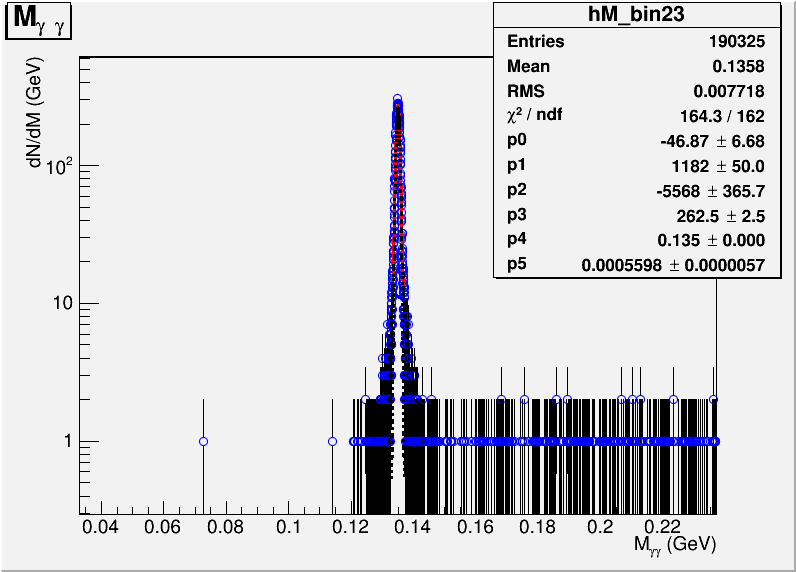 Mγ γ
hM_bin23
Entries 190325
Mean 0.1358
RMS 0.007718
χ² / ndf 164.3 / 162
p0 -46.87 ± 6.68
p1 1182 ± 50.0
p2 -5568 ± 365.7
p3 262.5 ± 2.5
p4 0.135 ± 0.000
p5 0.0005598 ± 0.0000057
dN/dM (GeV)
10²
10
1
0.04 0.06 0.08 0.1 0.12 0.14 0.16 0.18 0.2 0.22
Mγγ (GeV)